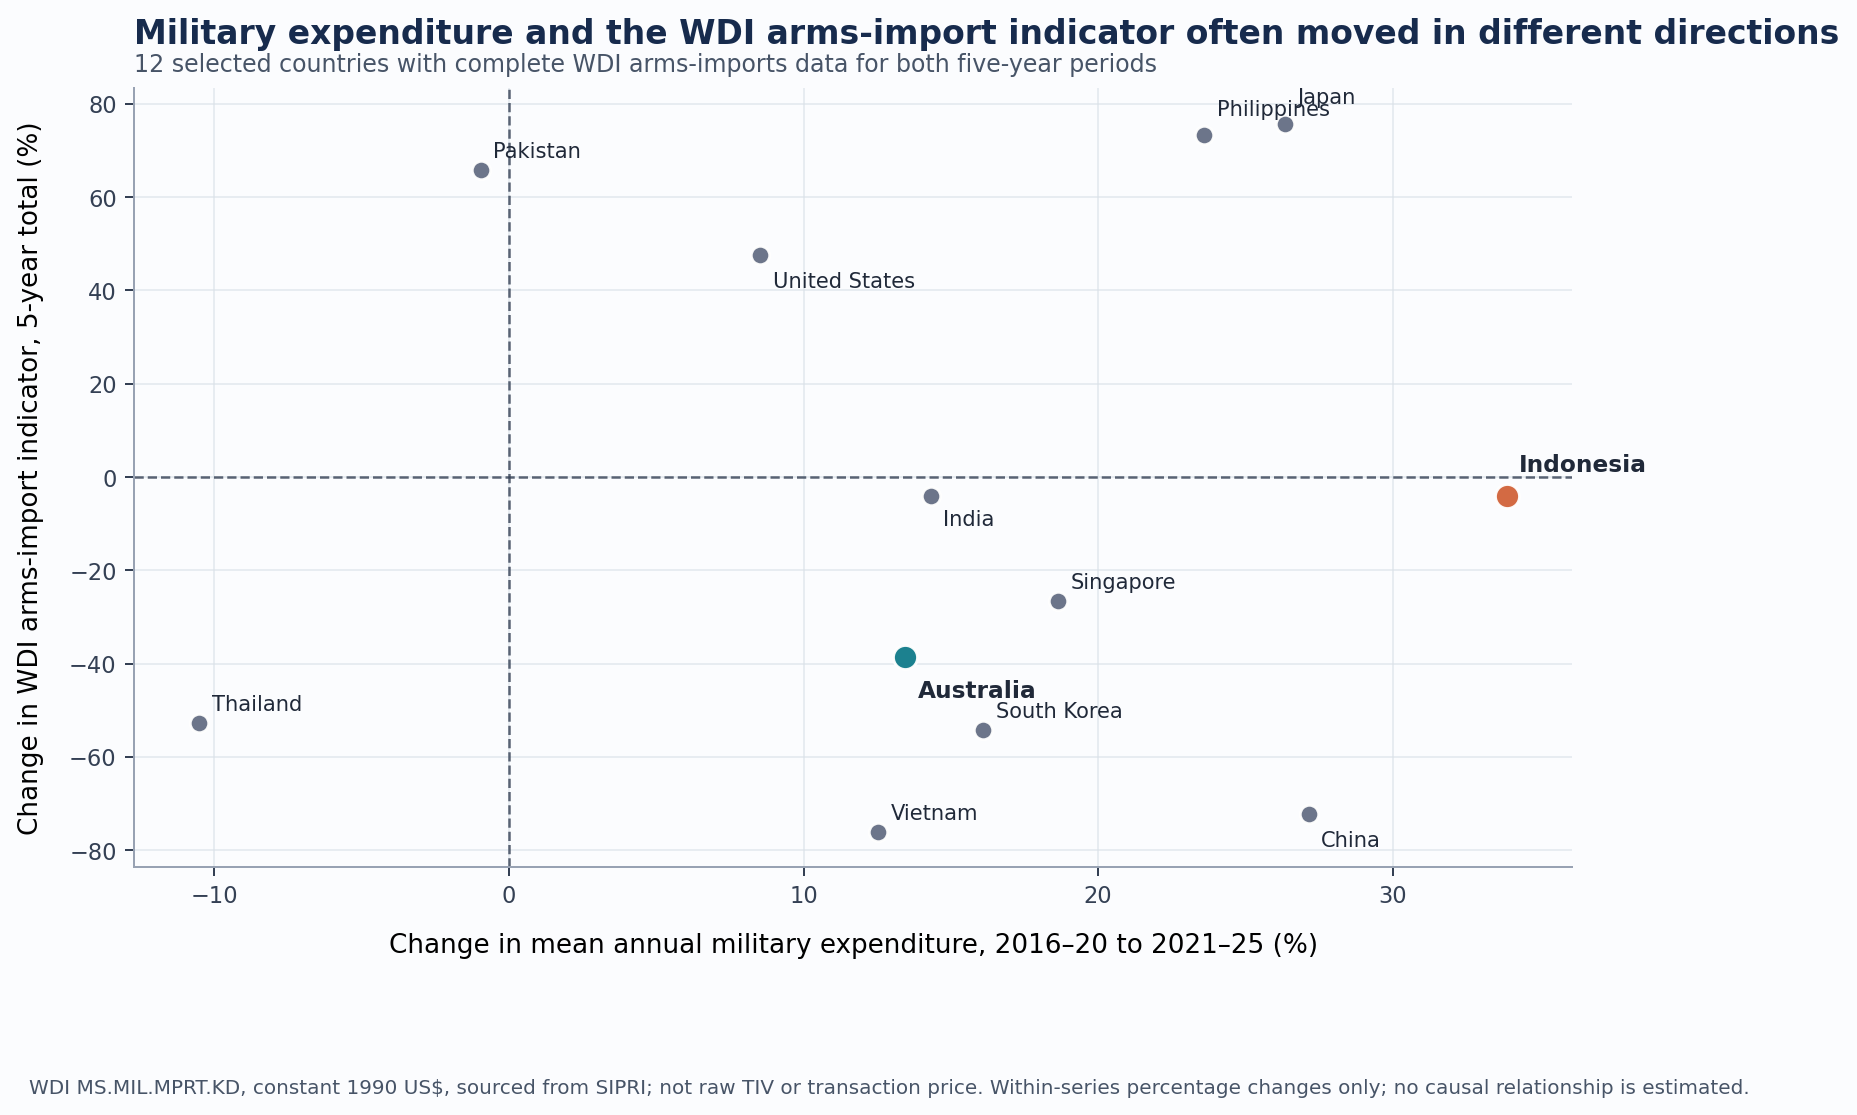 Military expenditure and the WDI arms-import indicator often moved in different directions
12 selected countries with complete WDI arms-imports data for both five-year periods
Change in WDI arms-import indicator, 5-year total (%)
80
60
40
20
0
−20
−40
−60
−80
Japan
Philippines
Pakistan
United States
Indonesia
India
Singapore
Australia
South Korea
Thailand
Vietnam
China
−10
0
10
20
30
Change in mean annual military expenditure, 2016–20 to 2021–25 (%)
WDI MS.MIL.MPRT.KD, constant 1990 US$, sourced from SIPRI; not raw TIV or transaction price. Within-series percentage changes only; no causal relationship is estimated.